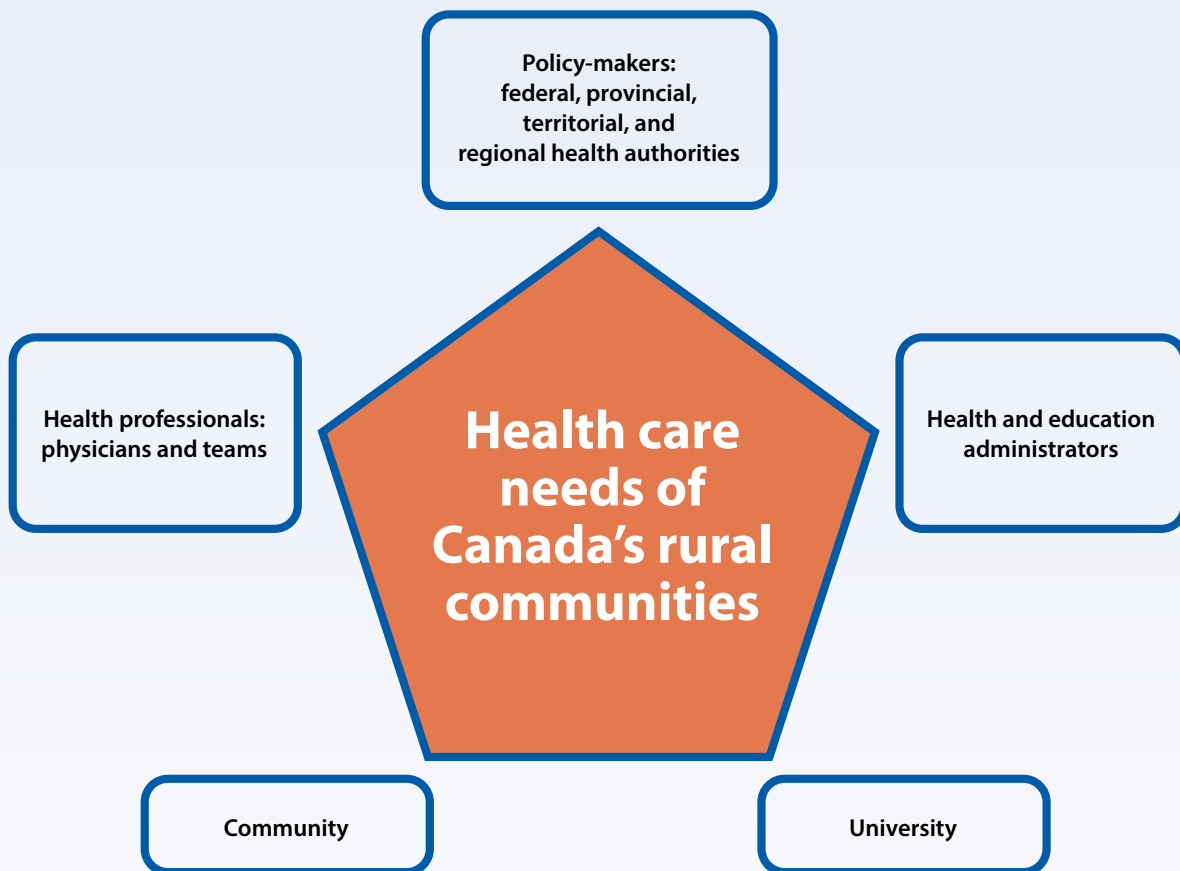 Policy-makers:
federal, provincial,
territorial, and
regional health authorities
Health professionals:
physicians and teams
Health care
needs of
Canada’s rural
communities
Health and education
administrators
Community
University